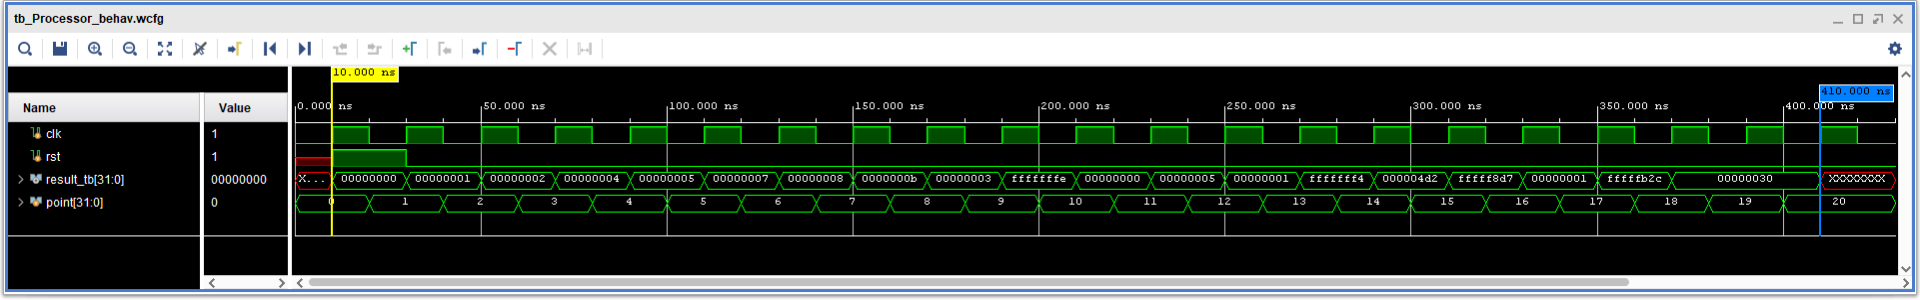 tb_Processor_behav.wcfg
10.000 ns
410.000 ns
Name Value
0.000 ns 50.000 ns 100.000 ns 150.000 ns 200.000 ns 250.000 ns 300.000 ns 350.000 ns 400.000 ns
clk 1
rst 1
result_tb[31:0] 00000000 X... 00000000 00000001 00000002 00000004 00000005 00000007 00000008 0000000b 00000003 fffffffe 00000000 00000005 00000001 fffffff4 000004d2 fffff8d7 00000001 fffffb2c 00000030 XXXXXXXX
point[31:0] 0 0 1 2 3 4 5 6 7 8 9 10 11 12 13 14 15 16 17 18 19 20